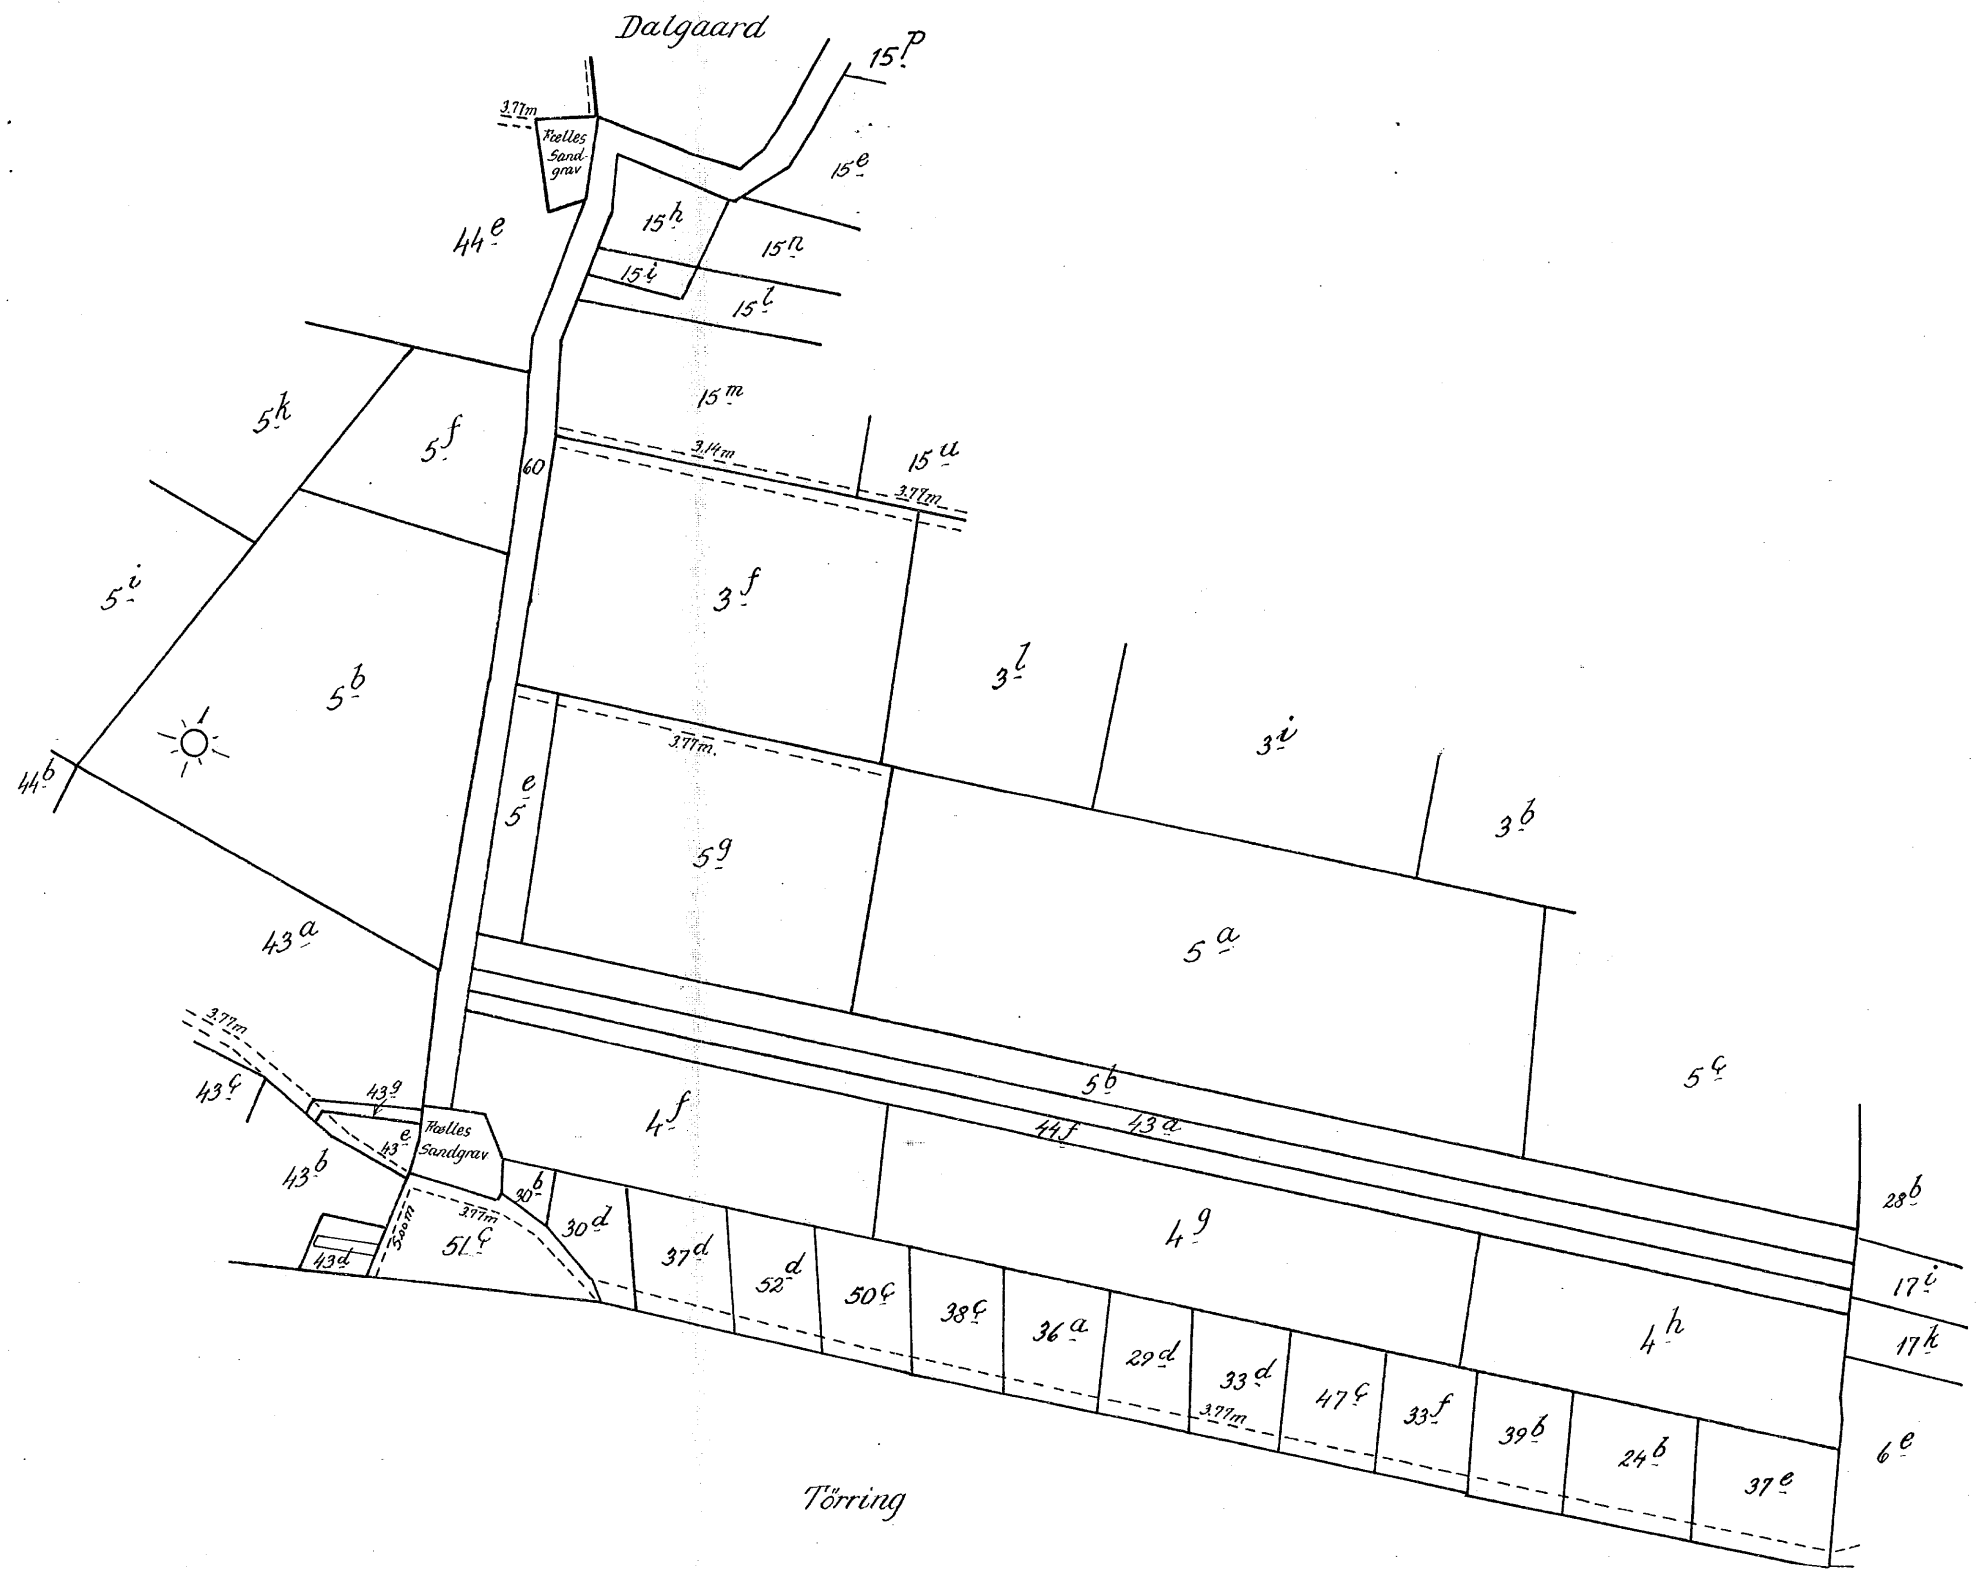 Dalgaard
15p
3.77m
Fælles
Sand-
grav
15e
44e
15h
15n
15i
15l
5k
5f
15m
60
3.14m
15u
3.77m
5i
3f
5b
3l
3i
44b
3.77m.
5e
3b
5g
43a
5a
3.77m
43c
43g
5b
5c
4f
44f
43a
43e
Fælles
Sandgrav
43b
30b
28b
3.77m
5.00m
51c
30d
4g
43d
37d
52d
50c
38c
36a
29d
33d
47c
33f
39b
24b
37e
17i
4h
17k
3.77m
6e
Törring